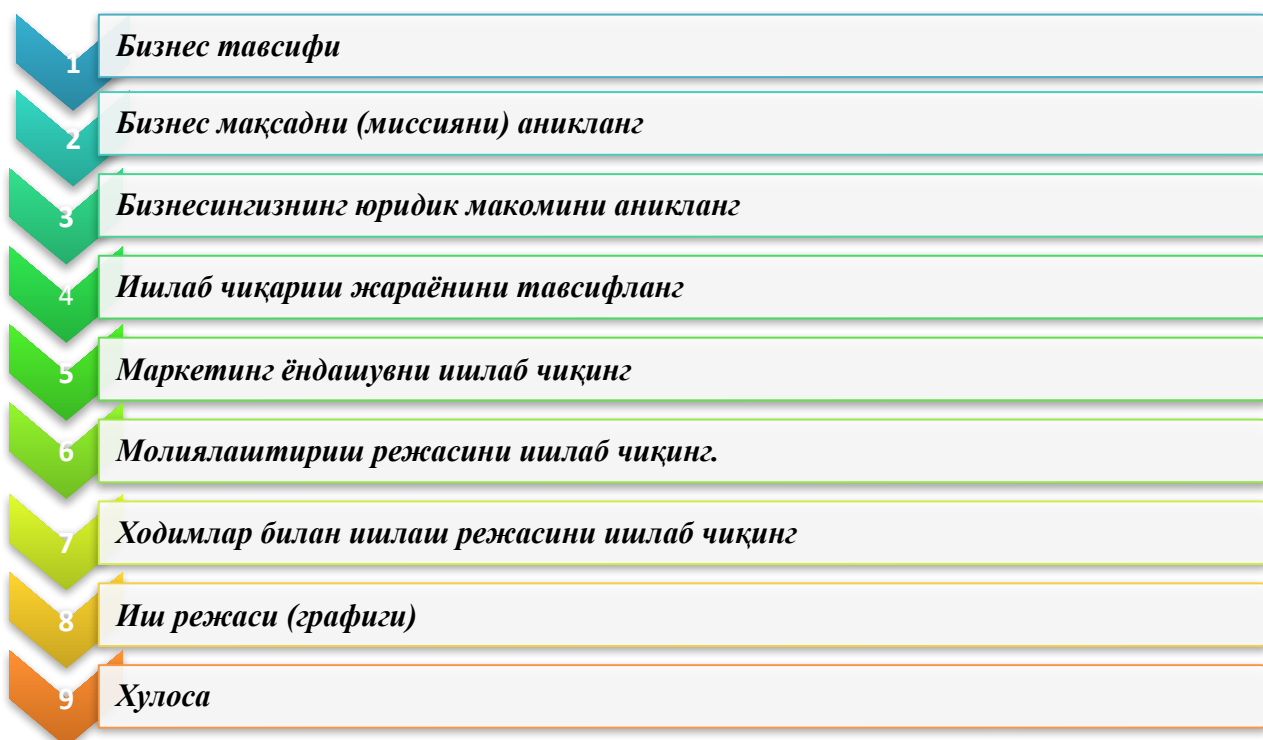 1 Бизнес тавсифи
2 Бизнес мақсадни (миссияни) аникланг
3 Бизнесингизнинг юридик макомини аникланг
4 Ишлаб чиқариш жараёнини тавсифланг
5 Маркетинг ёндашувни ишлаб чиқинг
6 Молиялаштириш режасини ишлаб чиқинг.
7 Ходимлар билан ишлаш режасини ишлаб чиқинг
8 Иш режаси (графиги)
9 Хулоса